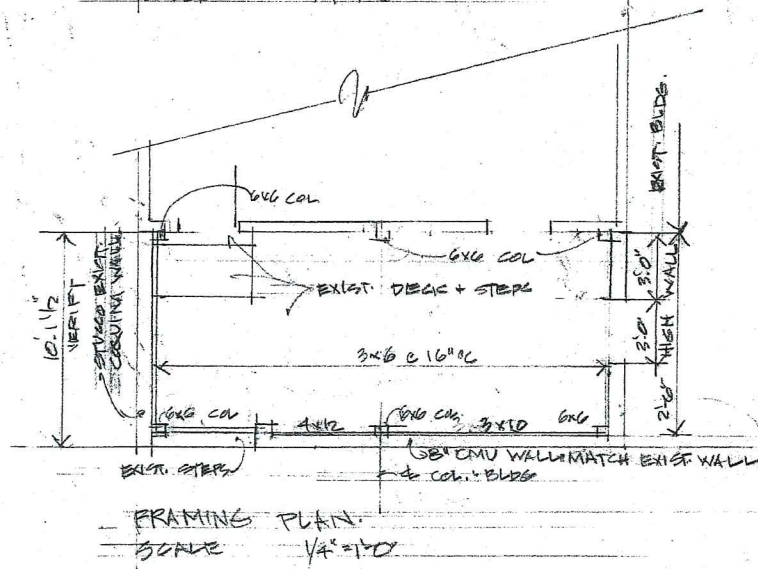 EXIST. BLDG.
6x6 COL
6x6 COL
EXIST. DECK + STEPS
10'-1 1/2"
VERIFY
STUCCO EXIST.
COQUINA WALL
3'-0"
3'-0"
2'-6"
HIGH WALL
3x6 @ 16" OC
6x6 COL
4x12
6x6 COL
3x10
6x6
EXIST. STEPS
8" CMU WALL: MATCH EXIST. WALL
℄ COL. & BLDG
FRAMING PLAN.
SCALE 1/4"=1'-0"